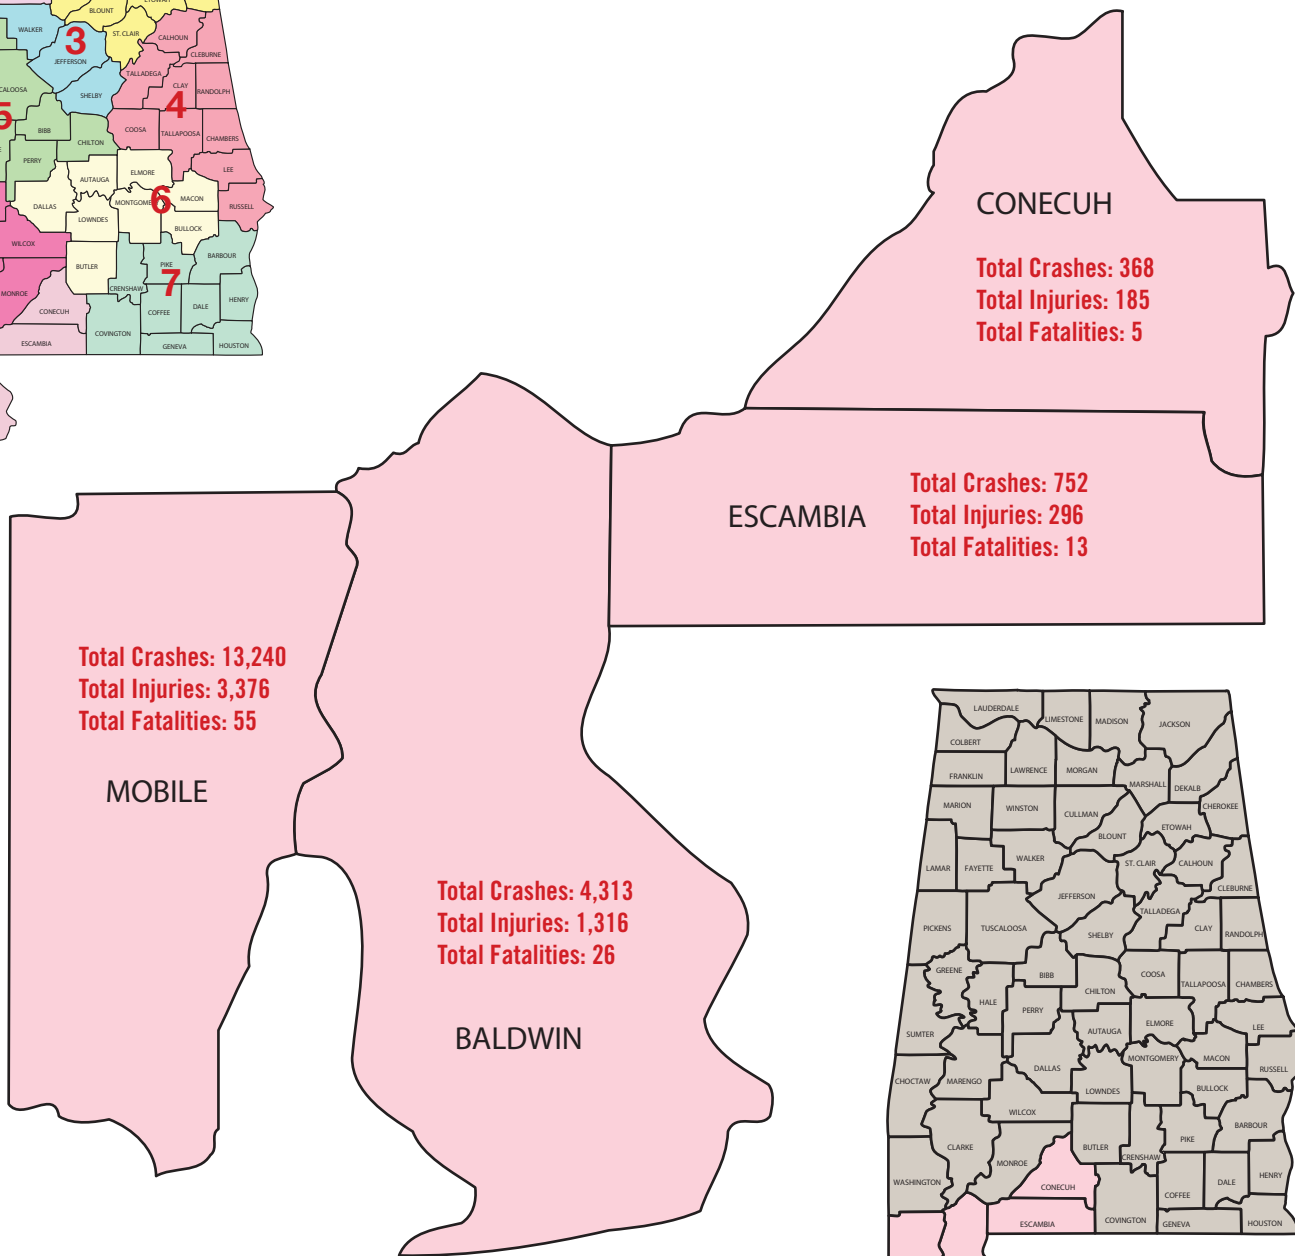 BLOUNT
WALKER
ST. CLAIR
CALHOUN
3
JEFFERSON
CLEBURNE
TALLADEGA
CLAY
RANDOLPH
SHELBY
4
5
BIBB
COOSA
TALLAPOOSA
CHAMBERS
CHILTON
PERRY
ELMORE
LEE
AUTAUGA
6
MACON
DALLAS
RUSSELL
LOWNDES
BULLOCK
WILCOX
BARBOUR
BUTLER
PIKE
7
CRENSHAW
MONROE
HENRY
CONECUH
COFFEE
DALE
COVINGTON
ESCAMBIA
GENEVA
HOUSTON
CONECUH
Total Crashes: 368
Total Injuries: 185
Total Fatalities: 5
ESCAMBIA
Total Crashes: 752
Total Injuries: 296
Total Fatalities: 13
Total Crashes: 13,240
Total Injuries: 3,376
Total Fatalities: 55
MOBILE
Total Crashes: 4,313
Total Injuries: 1,316
Total Fatalities: 26
BALDWIN
LAUDERDALE
LIMESTONE
MADISON
JACKSON
COLBERT
FRANKLIN
LAWRENCE
MORGAN
MARSHALL
DEKALB
MARION
WINSTON
CULLMAN
CHEROKEE
BLOUNT
ETOWAH
LAMAR
FAYETTE
WALKER
ST. CLAIR
CALHOUN
JEFFERSON
CLEBURNE
TALLADEGA
PICKENS
TUSCALOOSA
SHELBY
CLAY
RANDOLPH
GREENE
BIBB
COOSA
TALLAPOOSA
CHAMBERS
HALE
CHILTON
PERRY
SUMTER
AUTAUGA
ELMORE
LEE
MONTGOMERY
MACON
DALLAS
RUSSELL
CHOCTAW
MARENGO
LOWNDES
BULLOCK
WILCOX
BARBOUR
CLARKE
BUTLER
PIKE
CRENSHAW
MONROE
HENRY
WASHINGTON
CONECUH
DALE
COFFEE
ESCAMBIA
COVINGTON
GENEVA
HOUSTON